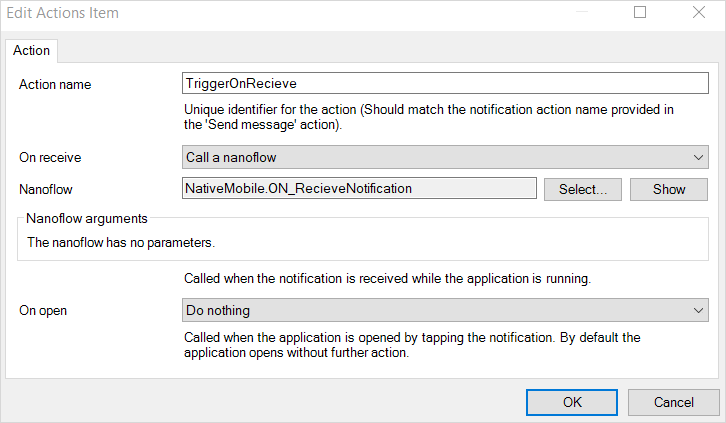 Edit Actions Item
Action
Action name
TriggerOnRecieve
Unique identifier for the action (Should match the notification action name provided in
the 'Send message' action).
On receive
Call a nanoflow
Nanoflow
NativeMobile.ON_RecieveNotification
Select...
Show
Nanoflow arguments
The nanoflow has no parameters.
Called when the notification is received while the application is running.
On open
Do nothing
Called when the application is opened by tapping the notification. By default the
application opens without further action.
OK
Cancel